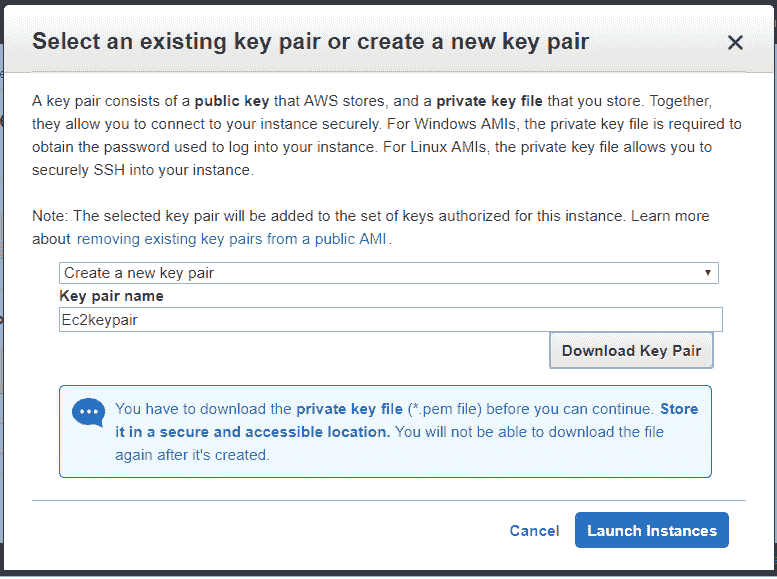 Select an existing key pair or create a new key pair
A key pair consists of a public key that AWS stores, and a private key file that you store. Together,
they allow you to connect to your instance securely. For Windows AMIs, the private key file is required to
obtain the password used to log into your instance. For Linux AMIs, the private key file allows you to
securely SSH into your instance.
Note: The selected key pair will be added to the set of keys authorized for this instance. Learn more
about removing existing key pairs from a public AMI.
Create a new key pair
Key pair name
Ec2keypair
Download Key Pair
You have to download the private key file (*.pem file) before you can continue. Store
it in a secure and accessible location. You will not be able to download the file
again after it's created.
Cancel
Launch Instances